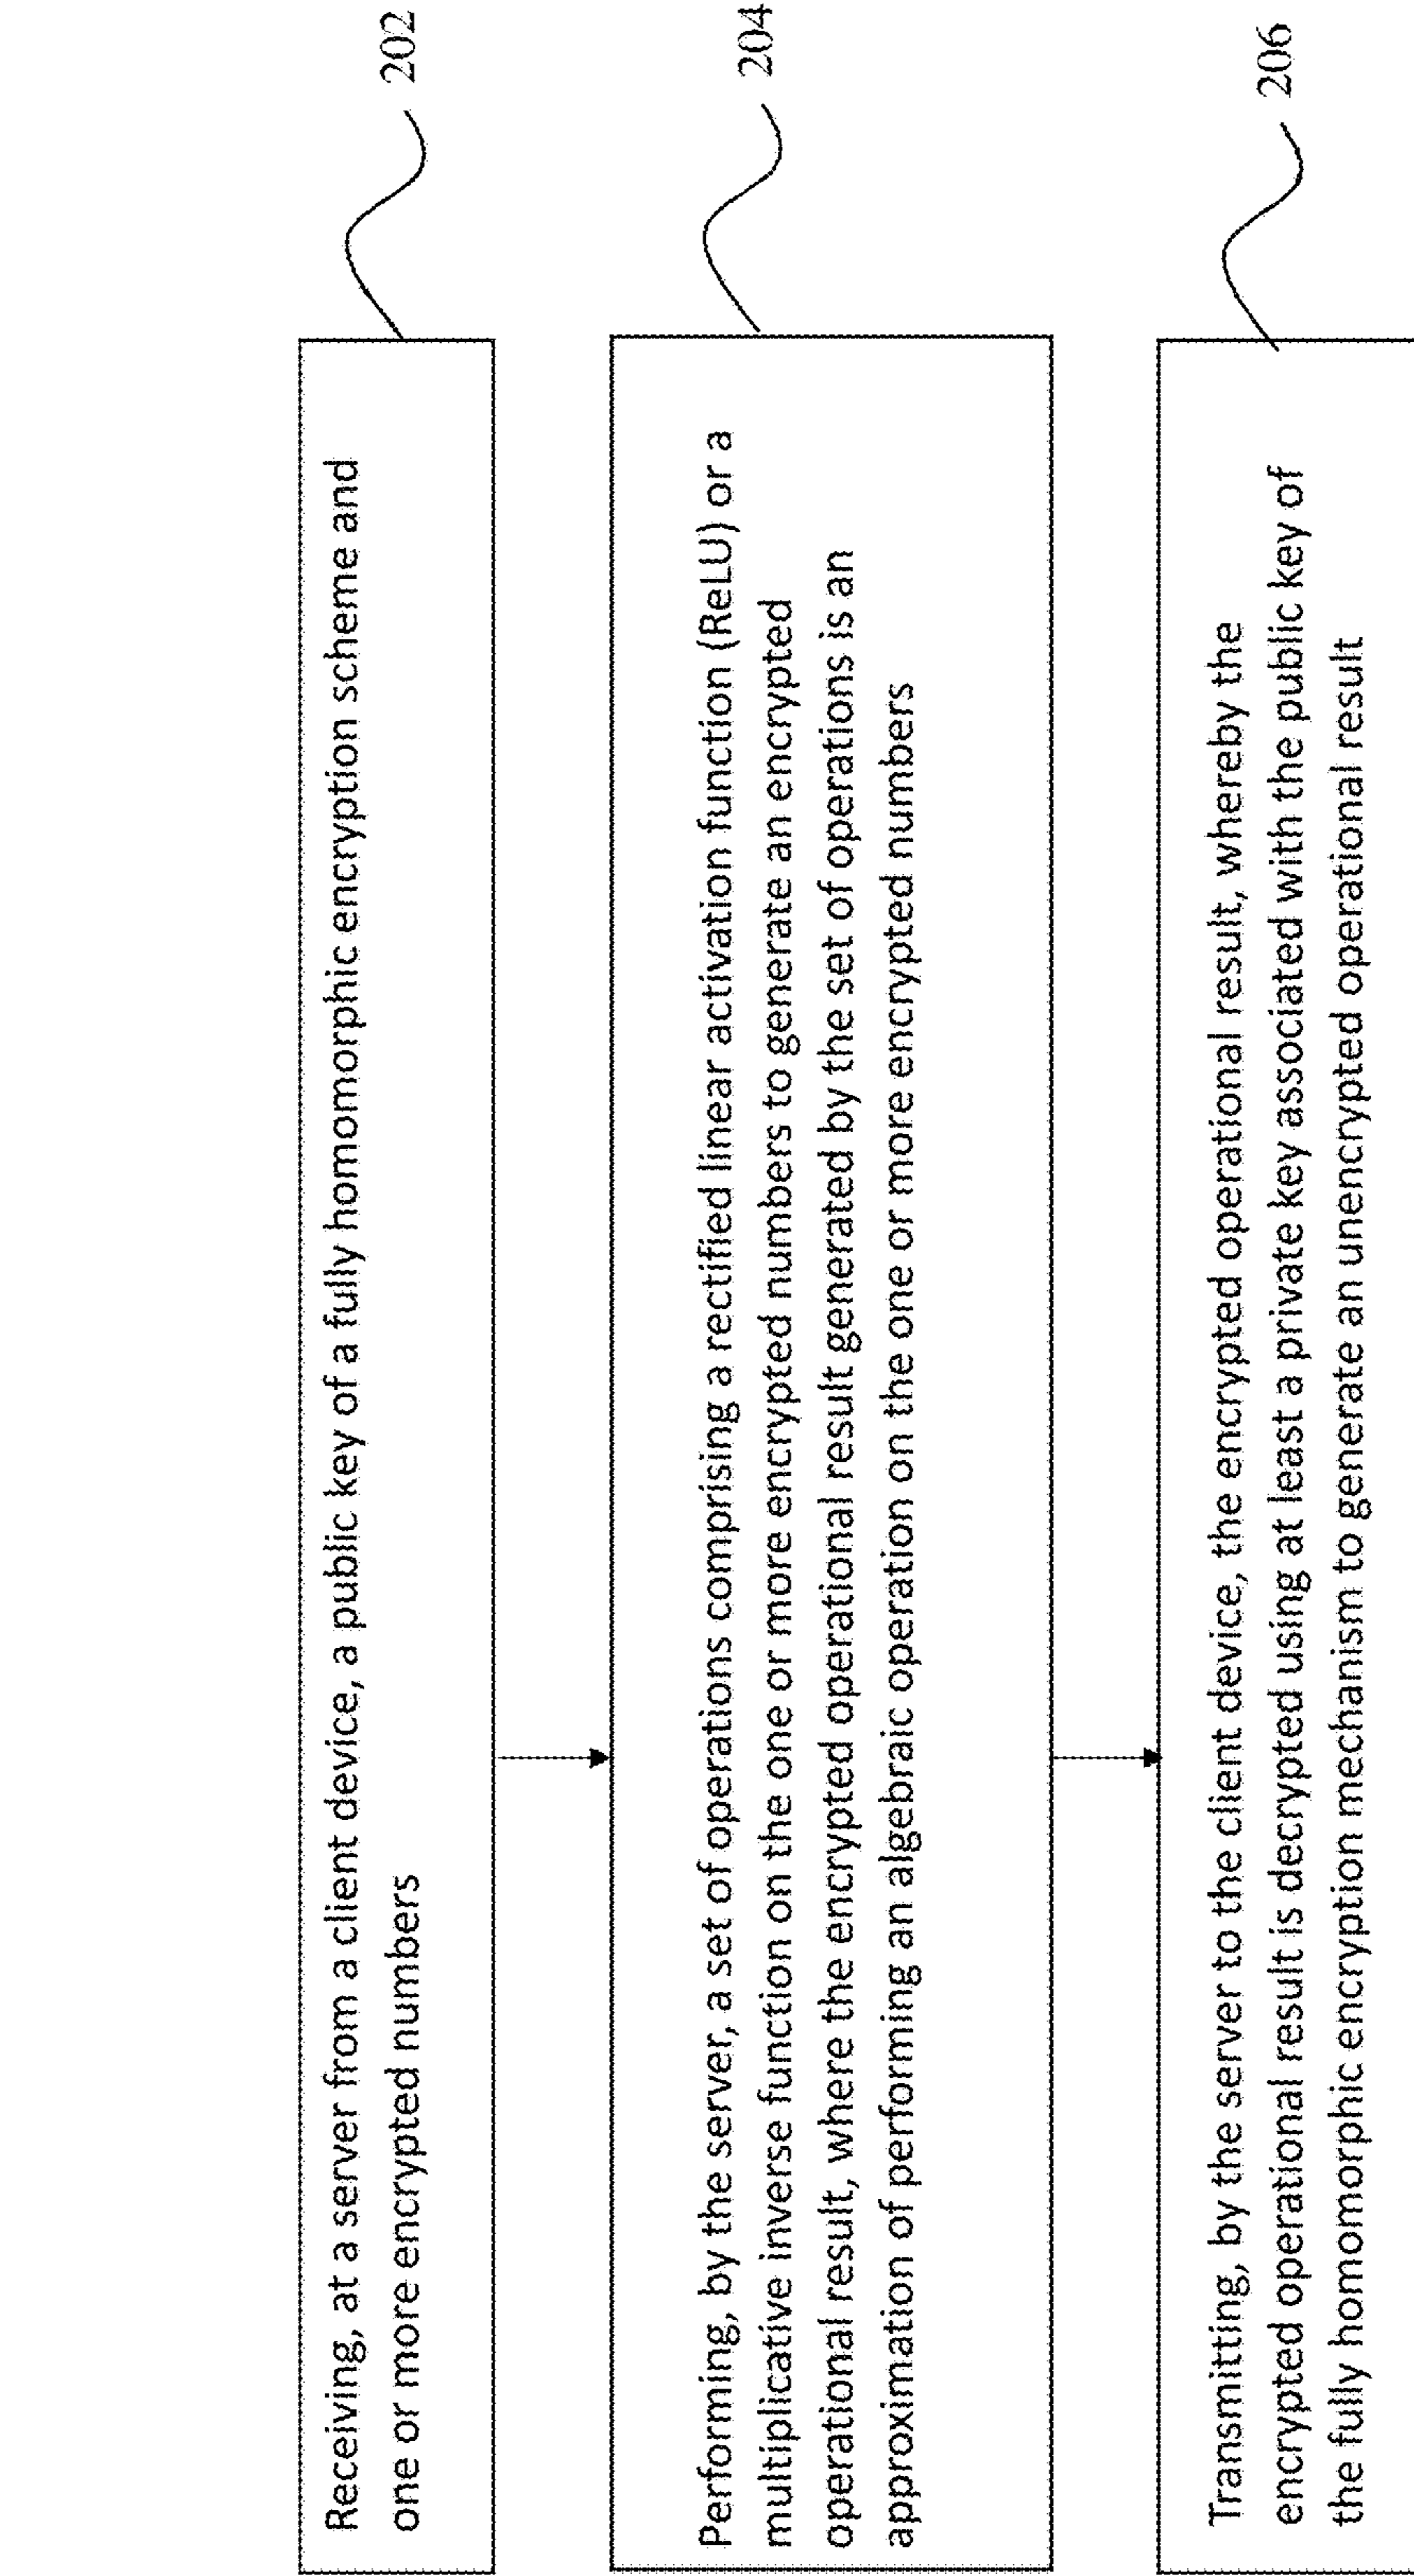 Receiving, at a server from a client device, a public key of a fully homomorphic encryption scheme and
one or more encrypted numbers
202
Performing, by the server, a set of operations comprising a rectified linear activation function (ReLU) or a
multiplicative inverse function on the one or more encrypted numbers to generate an encrypted
operational result, where the encrypted operational result generated by the set of operations is an
approximation of performing an algebraic operation on the one or more encrypted numbers
204
Transmitting, by the server to the client device, the encrypted operational result, whereby the
encrypted operational result is decrypted using at least a private key associated with the public key of
the fully homomorphic encryption mechanism to generate an unencrypted operational result
206